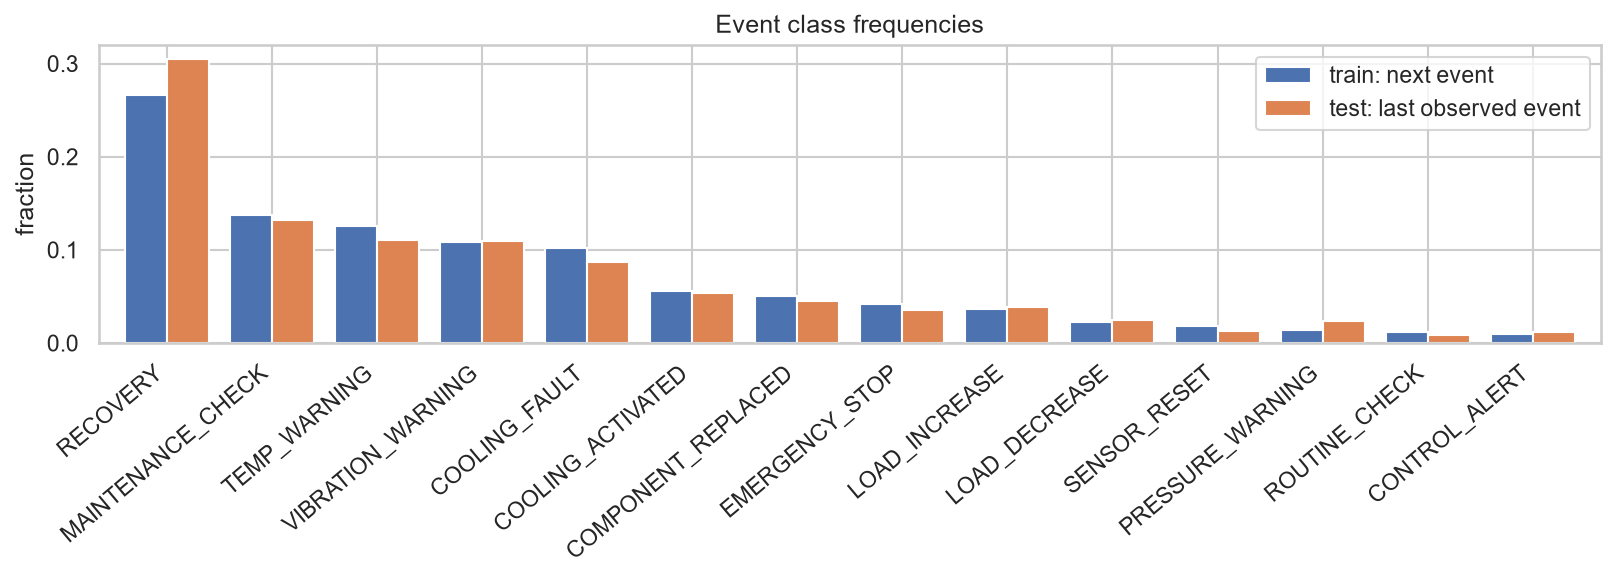 Event class frequencies
train: next event
test: last observed event
fraction
0.3
0.2
0.1
0.0
RECOVERY
MAINTENANCE_CHECK
TEMP_WARNING
VIBRATION_WARNING
COOLING_FAULT
COOLING_ACTIVATED
COMPONENT_REPLACED
EMERGENCY_STOP
LOAD_INCREASE
LOAD_DECREASE
SENSOR_RESET
PRESSURE_WARNING
ROUTINE_CHECK
CONTROL_ALERT